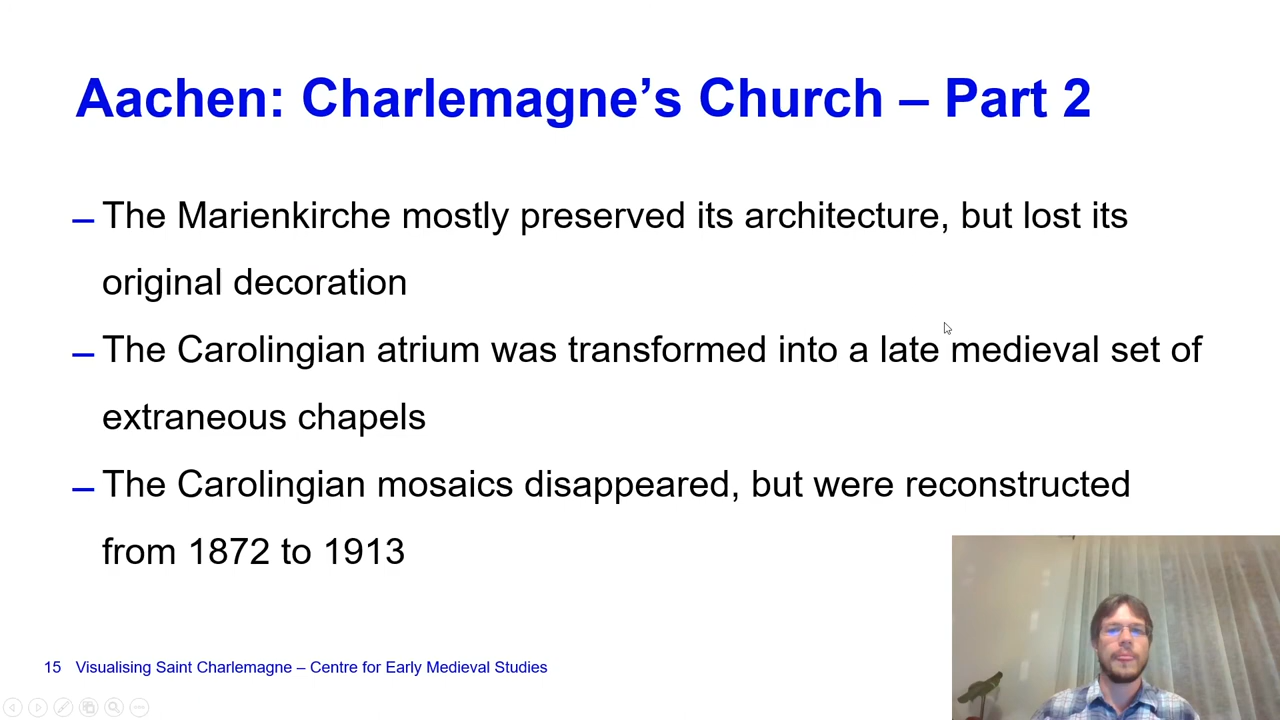 Aachen: Charlemagne’s Church – Part 2
– The Marienkirche mostly preserved its architecture, but lost its
original decoration
– The Carolingian atrium was transformed into a late medieval set of
extraneous chapels
– The Carolingian mosaics disappeared, but were reconstructed
from 1872 to 1913
15 Visualising Saint Charlemagne – Centre for Early Medieval Studies